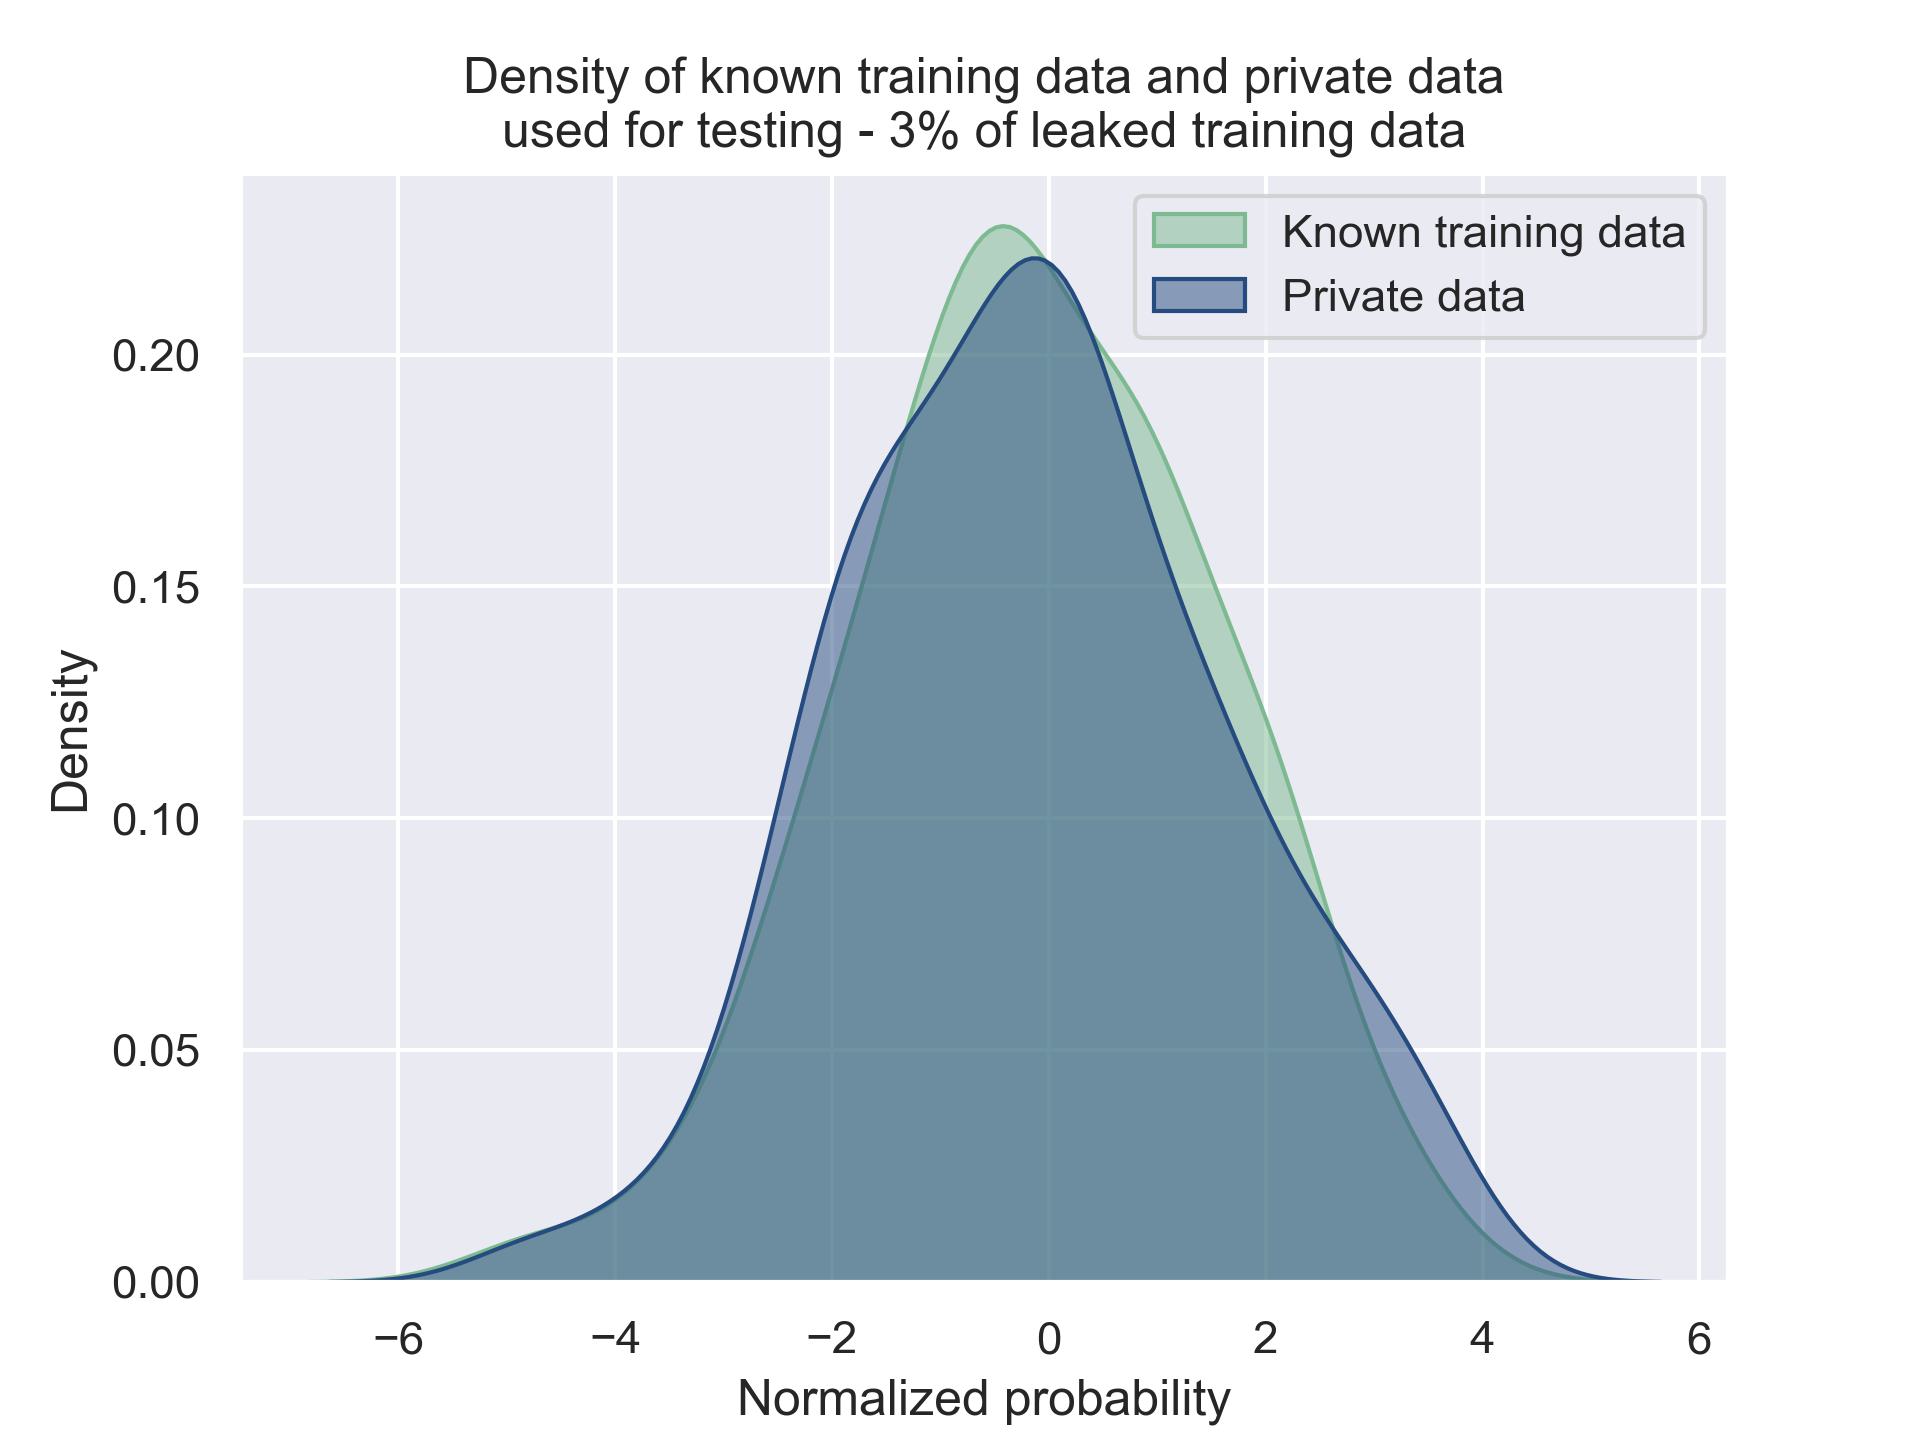 Density of known training data and private data
used for testing - 3% of leaked training data
Known training data
Private data
Density
0.20
0.15
0.10
0.05
0.00
−6 −4 −2 0 2 4 6
Normalized probability